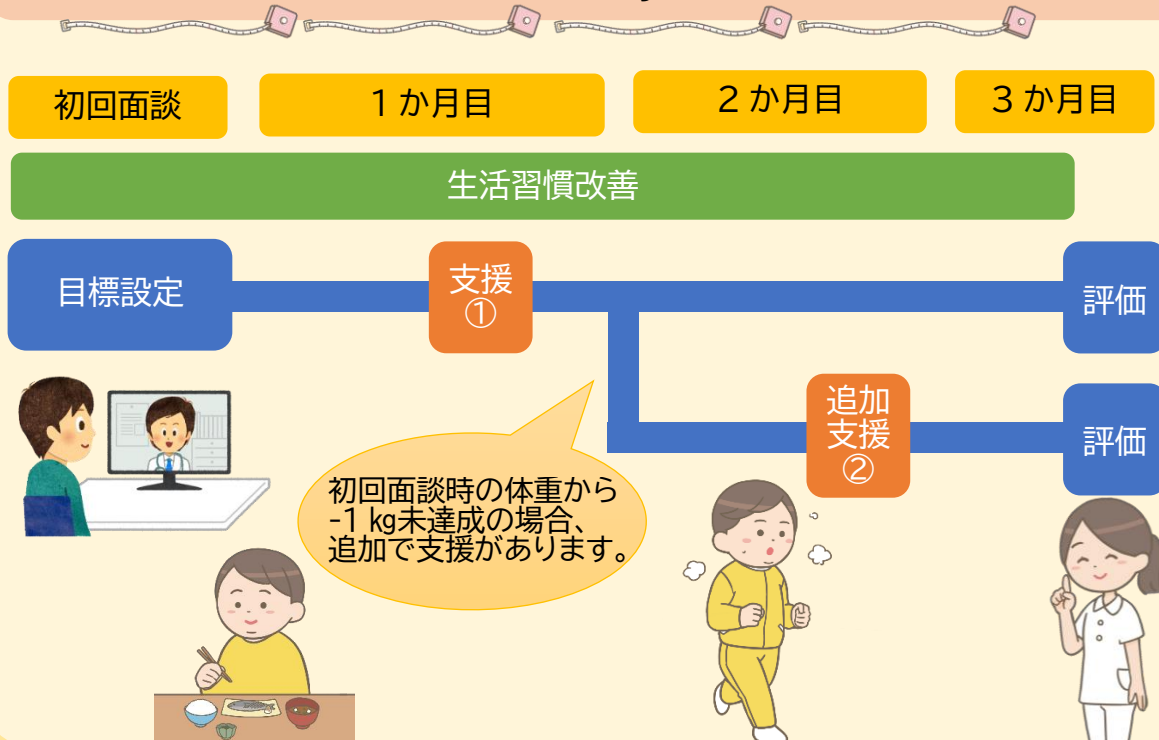 初回面談
1か月目
2か月目
3か月目
生活習慣改善
目標設定
支援
①
評価
追加
支援
②
評価
初回面談時の体重から
-1㎏未達成の場合、
追加で支援があります。